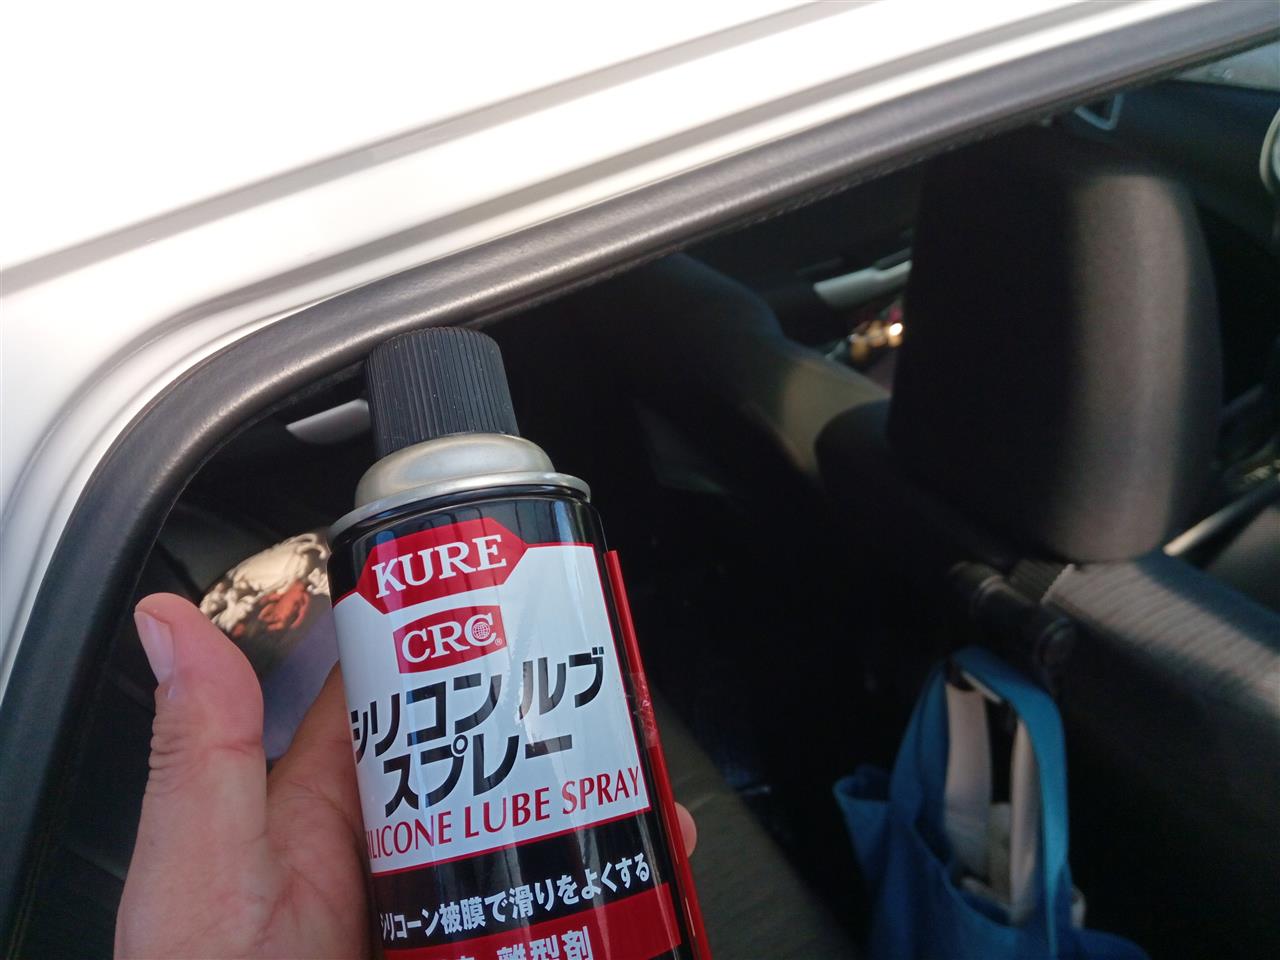 KURE
CRC
シリコンルブ
スプレー
SILICONE LUBE SPRAY
シリコーン被膜で滑りをよくする
離型剤